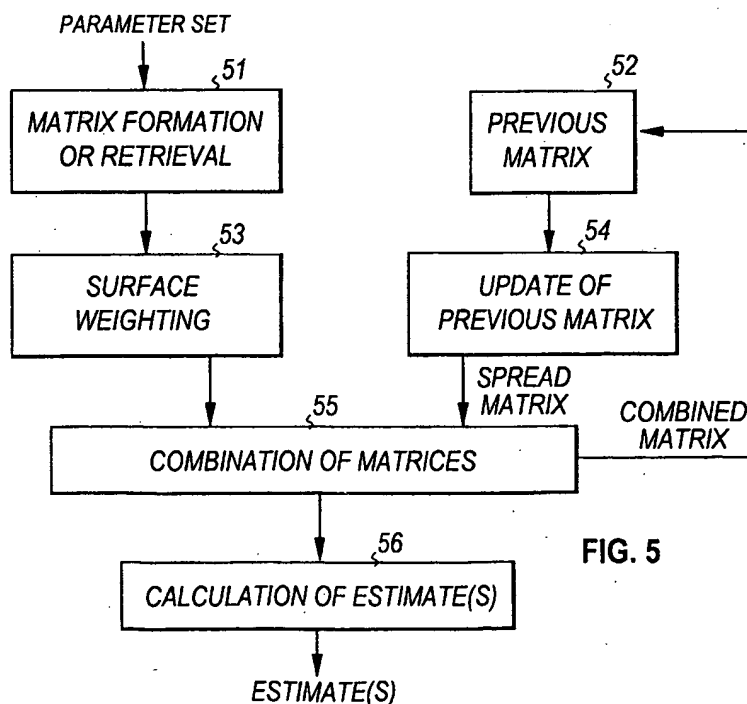 PARAMETER SET
51
MATRIX FORMATION
OR RETRIEVAL
52
PREVIOUS
MATRIX
53
SURFACE
WEIGHTING
54
UPDATE OF
PREVIOUS MATRIX
SPREAD
MATRIX
COMBINED
MATRIX
55
COMBINATION OF MATRICES
56
CALCULATION OF ESTIMATE(S)
FIG. 5
ESTIMATE(S)